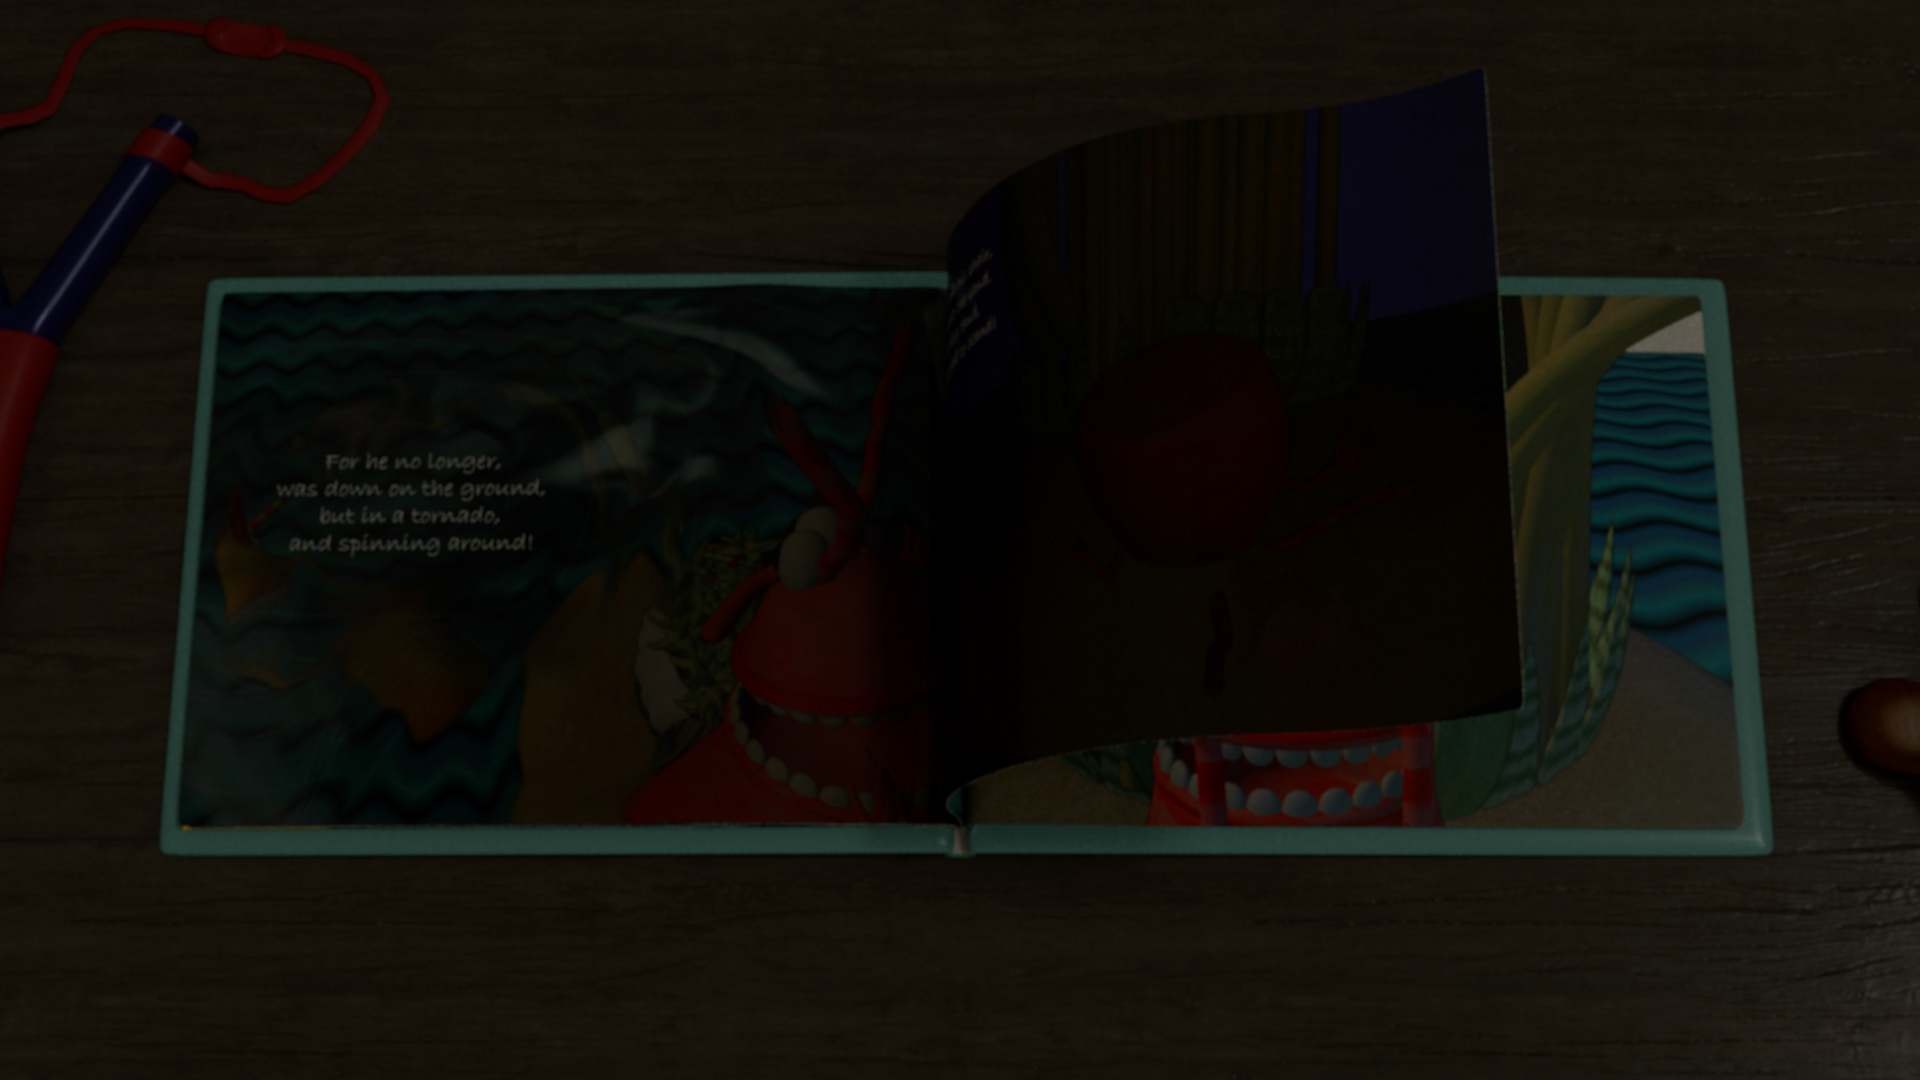 For he no longer,
was down on the ground,
but in a tornado,
and spinning around!